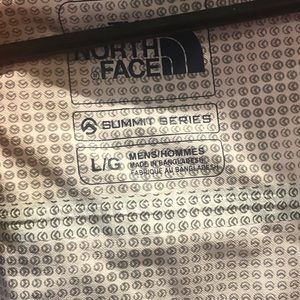 NORTH
FACE
SUMMIT SERIES
L/G MENS/HOMMES
MADE IN BANGLADESH
FABRIQUE AU BANGLADESH